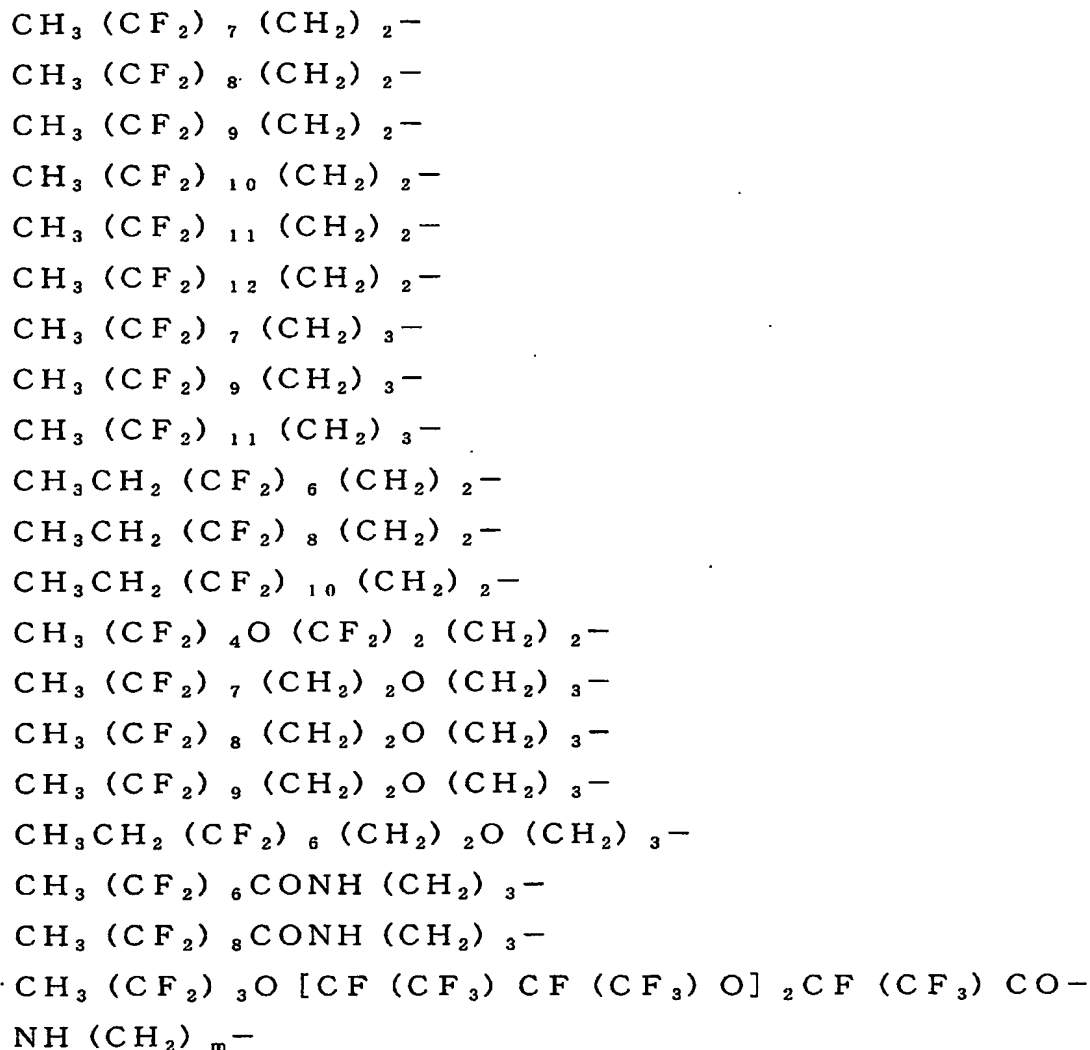 CH₃ (CF₂) ₇ (CH₂) ₂−
CH₃ (CF₂) ₈ (CH₂) ₂−
CH₃ (CF₂) ₉ (CH₂) ₂−
CH₃ (CF₂) ₁₀ (CH₂) ₂−
CH₃ (CF₂) ₁₁ (CH₂) ₂−
CH₃ (CF₂) ₁₂ (CH₂) ₂−
CH₃ (CF₂) ₇ (CH₂) ₃−
CH₃ (CF₂) ₉ (CH₂) ₃−
CH₃ (CF₂) ₁₁ (CH₂) ₃−
CH₃CH₂ (CF₂) ₆ (CH₂) ₂−
CH₃CH₂ (CF₂) ₈ (CH₂) ₂−
CH₃CH₂ (CF₂) ₁₀ (CH₂) ₂−
CH₃ (CF₂) ₄O (CF₂) ₂ (CH₂) ₂−
CH₃ (CF₂) ₇ (CH₂) ₂O (CH₂) ₃−
CH₃ (CF₂) ₈ (CH₂) ₂O (CH₂) ₃−
CH₃ (CF₂) ₉ (CH₂) ₂O (CH₂) ₃−
CH₃CH₂ (CF₂) ₆ (CH₂) ₂O (CH₂) ₃−
CH₃ (CF₂) ₆CONH (CH₂) ₃−
CH₃ (CF₂) ₈CONH (CH₂) ₃−
CH₃ (CF₂) ₃O [CF (CF₃) CF (CF₃) O] ₂CF (CF₃) CO−
NH (CH₂) ₘ−